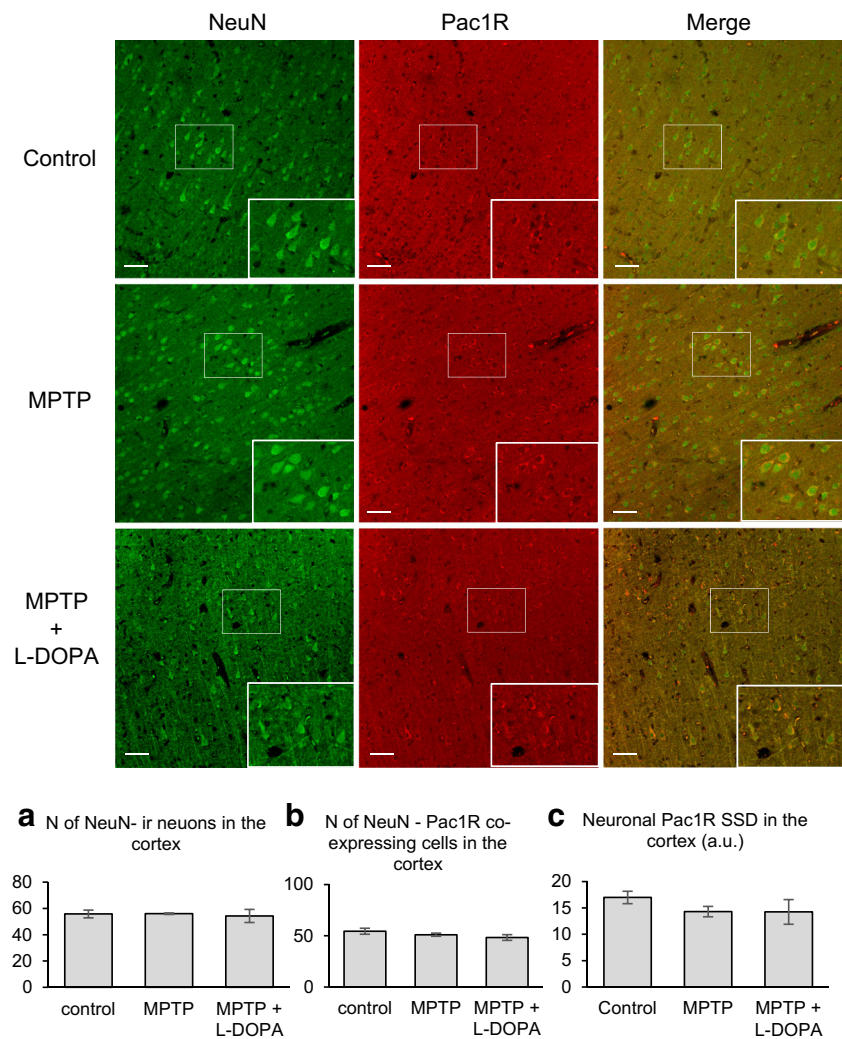 NeuN Pac1R Merge
Control
MPTP
MPTP
+
L-DOPA
a N of NeuN- ir neuons in the
cortex
60
40
20
0
control MPTP MPTP +
L-DOPA
b N of NeuN - Pac1R co-
expressing cells in the
cortex
100
50
0
control MPTP MPTP +
L-DOPA
c Neuronal Pac1R SSD in the
cortex (a.u.)
20
15
10
5
0
Control MPTP MPTP +
L-DOPA